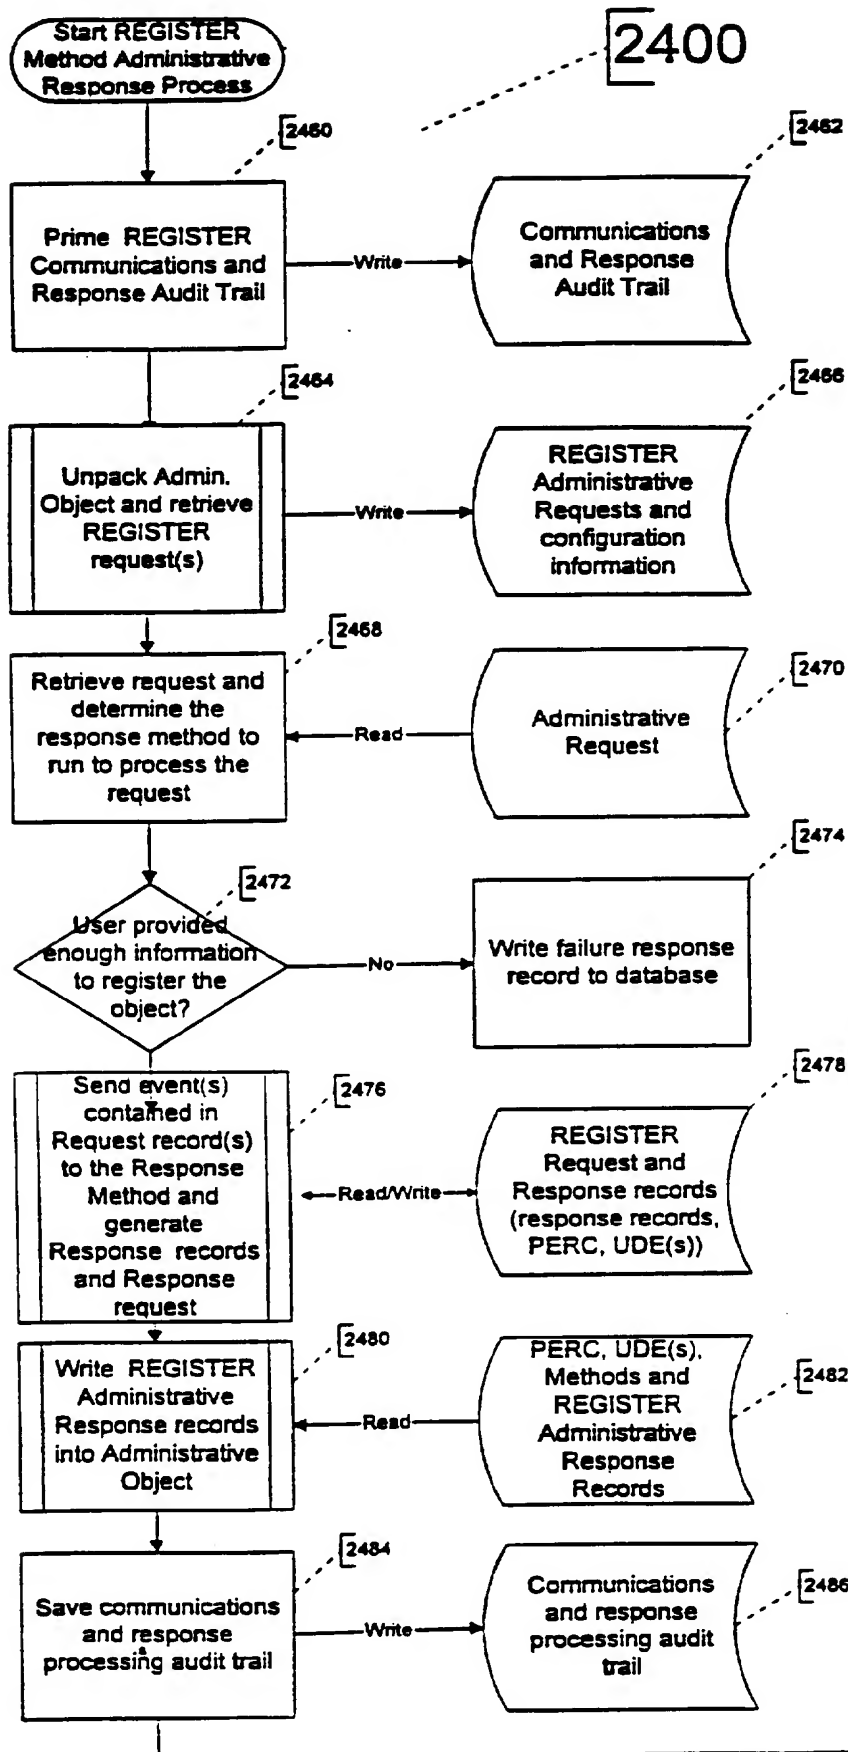 Start REGISTER
Method Administrative
Response Process
2400
2460
2462
Prime REGISTER
Communications and
Response Audit Trail
Write
Communications
and Response
Audit Trail
2464
2466
Unpack Admin.
Object and retrieve
REGISTER
request(s)
Write
REGISTER
Administrative
Requests and
configuration
information
2468
2470
Retrieve request and
determine the
response method to
run to process the
request
Read
Administrative
Request
2472
2474
User provided
enough information
to register the
object?
No
Write failure response
record to database
2476
2478
Send event(s)
contained in
Request record(s)
to the Response
Method and
generate
Response records
and Response
request
Read/Write
REGISTER
Request and
Response records
(response records,
PERC, UDE(s))
2480
2482
Write REGISTER
Administrative
Response records
into Administrative
Object
Read
PERC, UDE(s),
Methods and
REGISTER
Administrative
Response
Records
2484
2486
Save communications
and response
processing audit trail
Write
Communications
and response
processing audit
trail